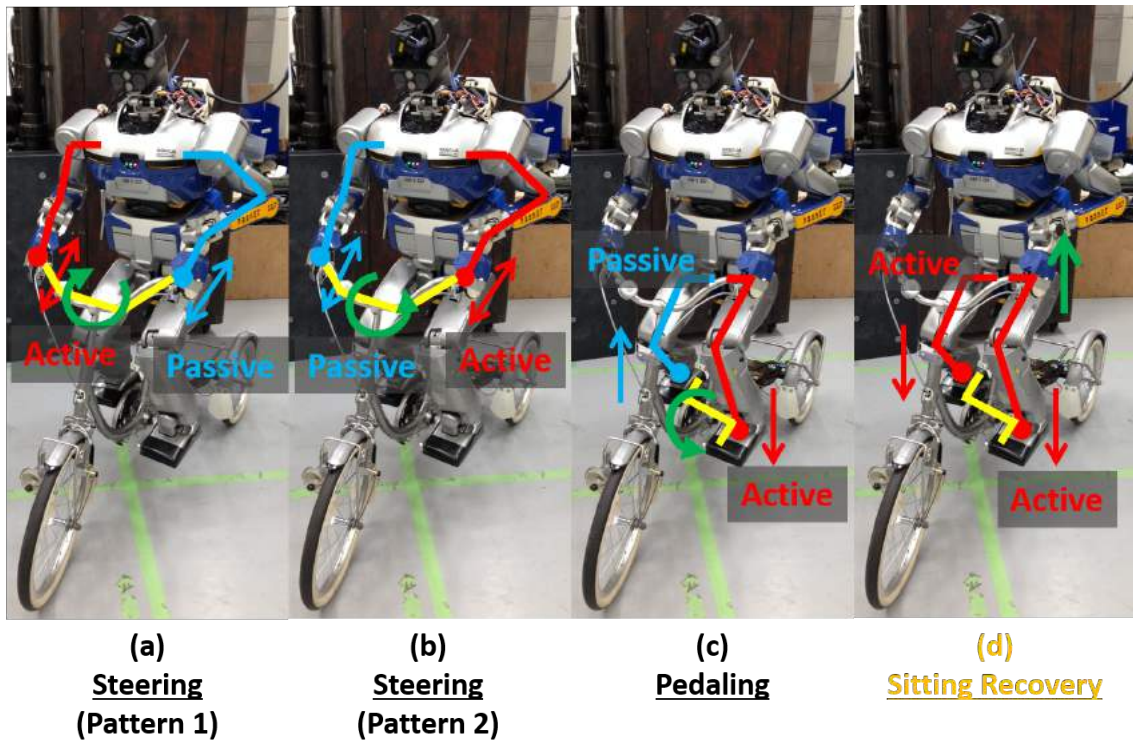 Active
Passive
Passive
Active
Passive
Active
Active
Active
(a)
Steering
(Pattern 1)
(b)
Steering
(Pattern 2)
(c)
Pedaling
(d)
Sitting Recovery